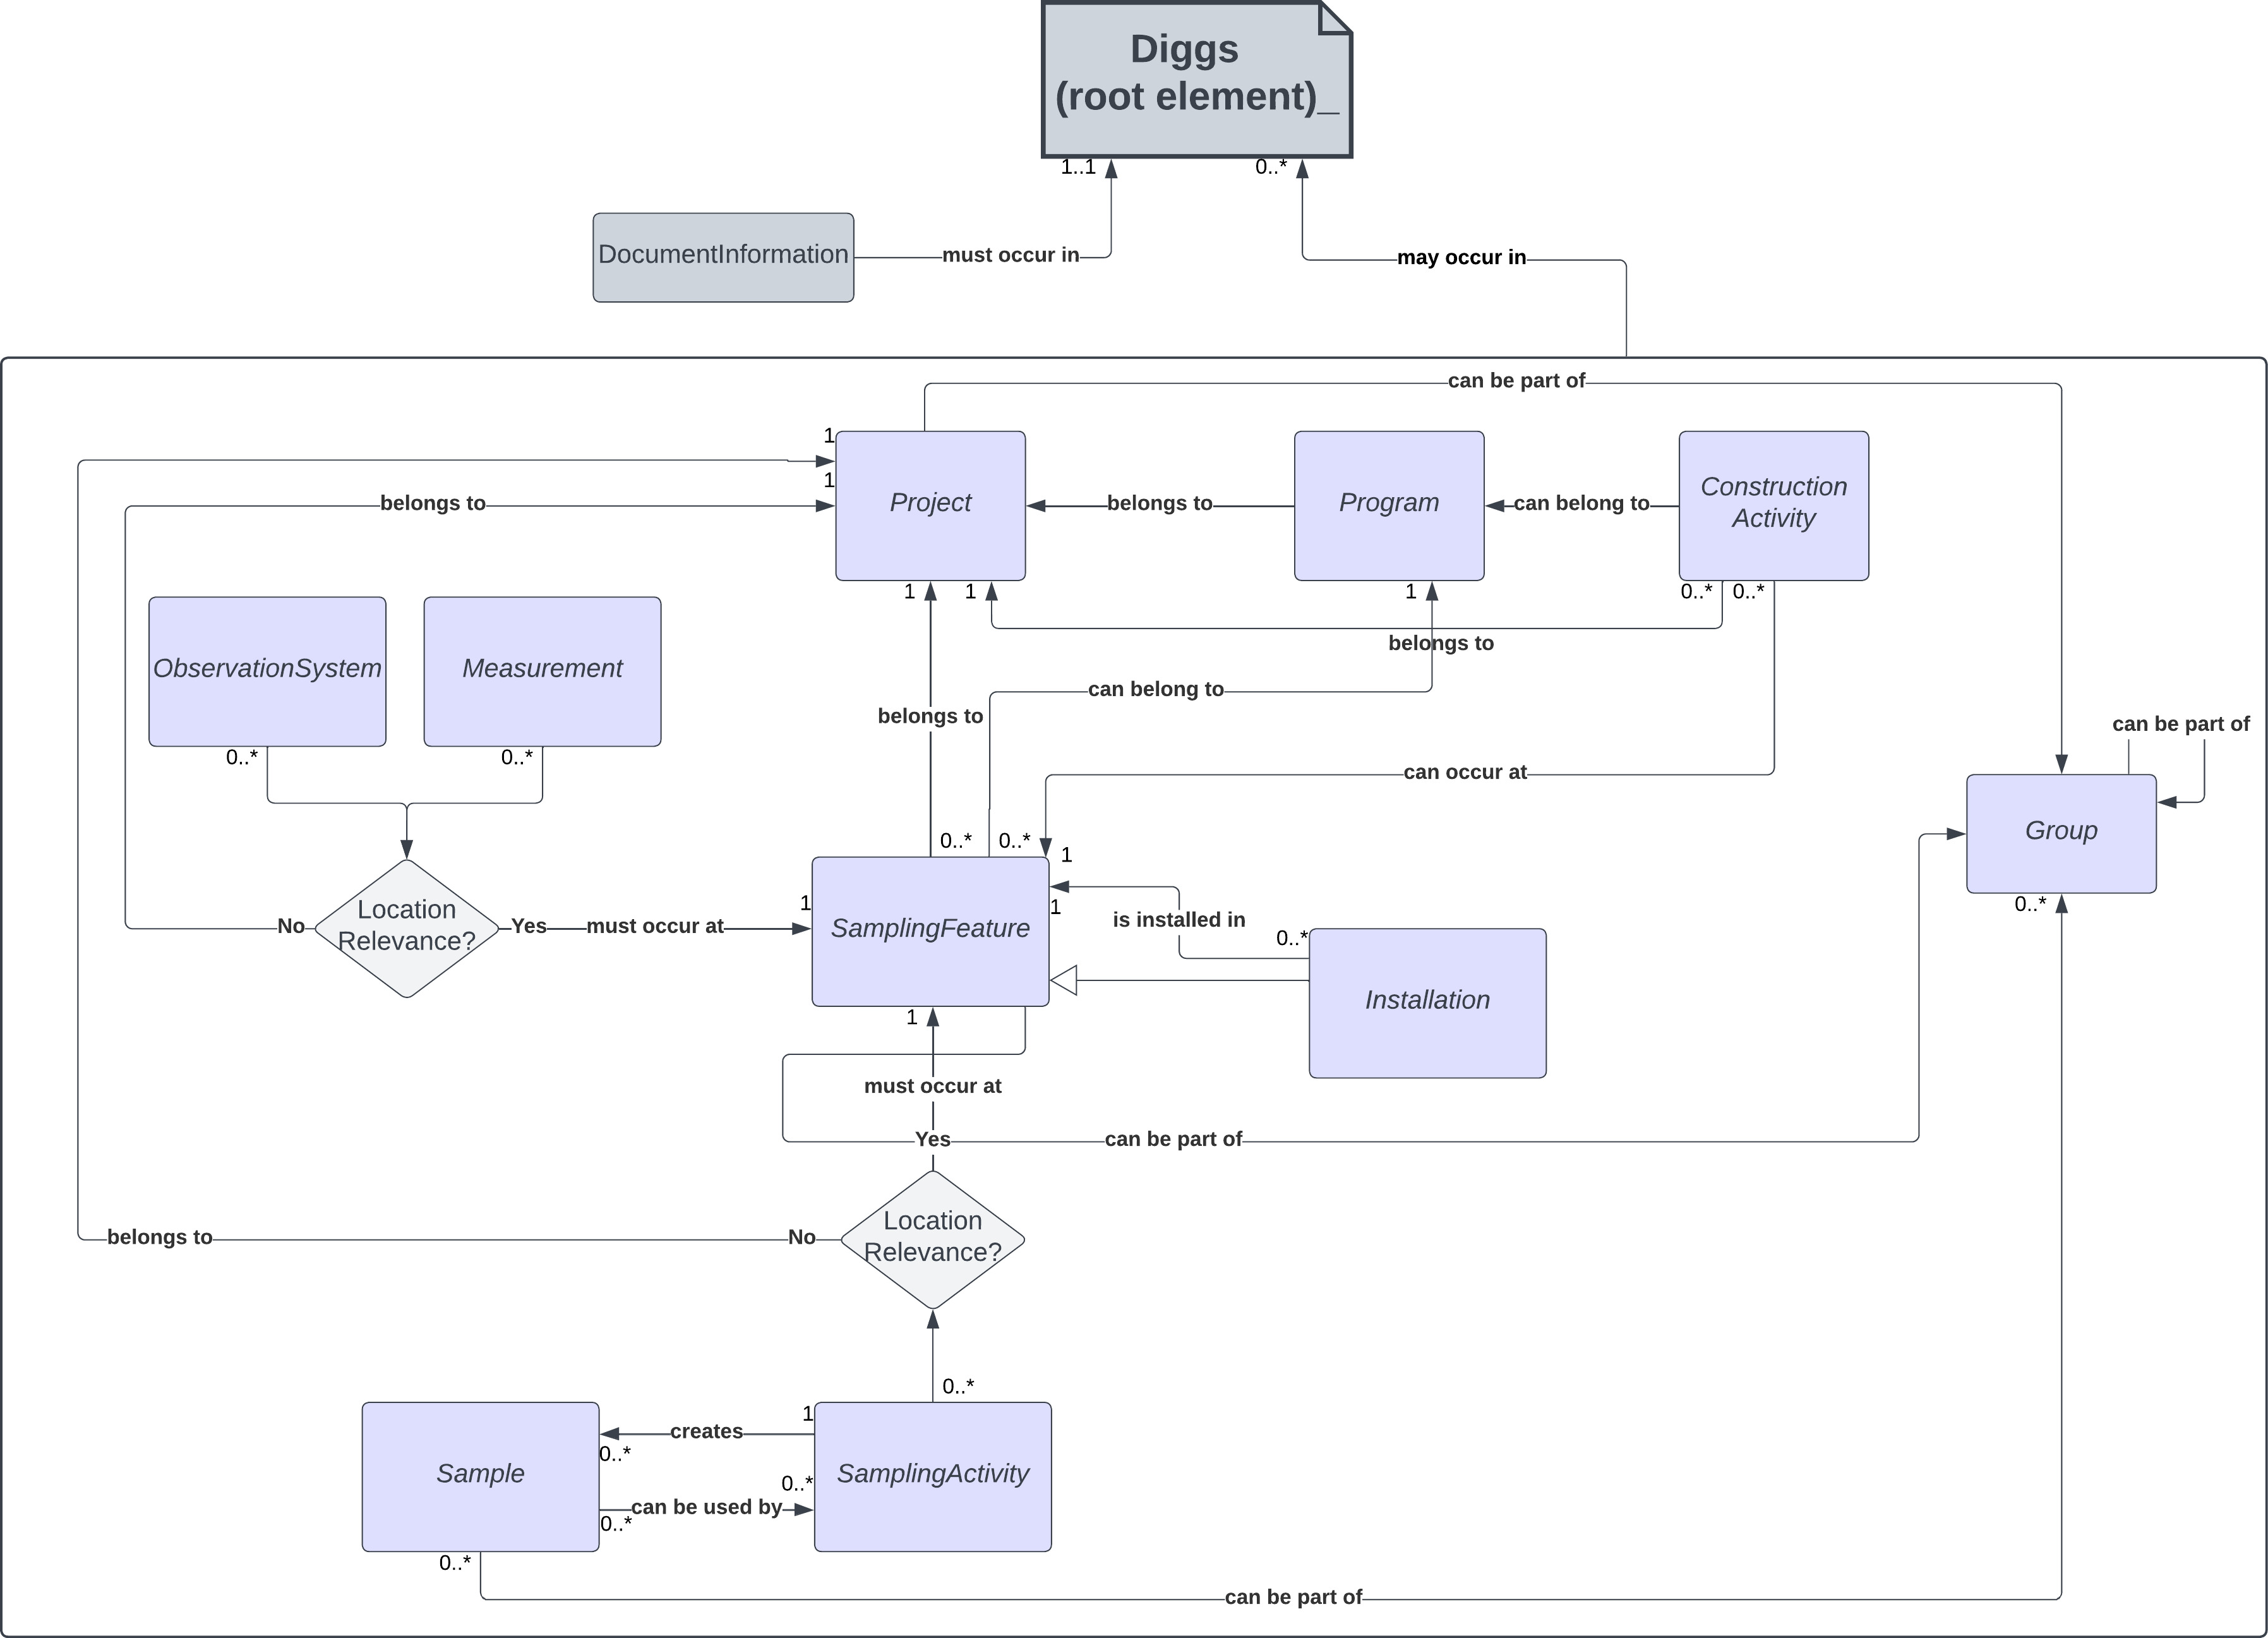 Diggs
(root element)_
1..1
0..*
DocumentInformation
must occur in
may occur in
can be part of
1
1
belongs to
Project
belongs to
Program
can belong to
Construction
Activity
1
1
1
0..*
0..*
belongs to
ObservationSystem
Measurement
can belong to
belongs to
can be part of
0..*
0..*
can occur at
Group
0..*
0..*
0..*
1
1
1
Location
Relevance?
No
Yes
must occur at
SamplingFeature
is installed in
0..*
Installation
1
must occur at
Yes
can be part of
Location
Relevance?
No
belongs to
0..*
1
creates
0..*
Sample
SamplingActivity
0..*
can be used by
0..*
0..*
can be part of